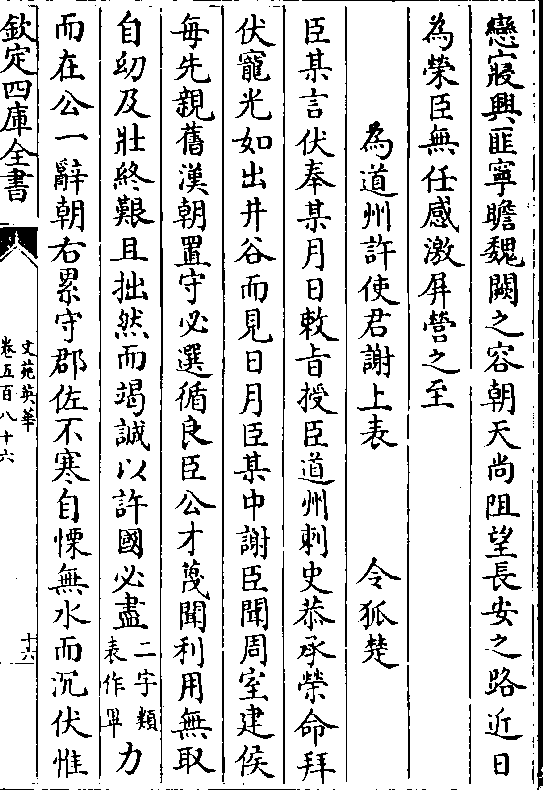 戀寢興匪寧瞻魏闕之容朝天尚阻望長安之路近日
為榮臣無任感激屏營之至
為道州許使君謝上表 令狐楚
臣某言伏奉某月日敕旨授臣道州刺史恭承榮命拜
伏寵光如出井谷而見日月臣某中謝臣聞周室建侯
每先親舊漢朝置守必選循良臣公才蔑聞利用無取
自幼及壯終艱且拙然而竭誠以許國必盡二字類表作單力
而在公一辭朝右累守郡佐不寒自慄無水而沉伏惟
欽定四庫全書
文苑英華
卷五百八十六
十六